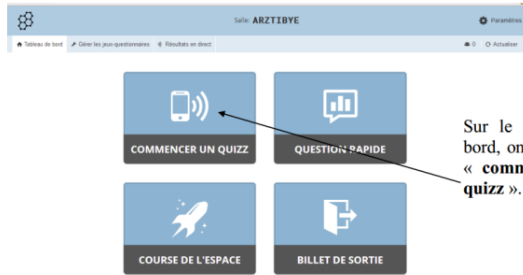 Salle: ARZTIBYE
Paramètres
Tableau de bord
Gérer les jeux-questionnaires
Résultats en direct
0
Actualiser
COMMENCER UN QUIZZ
QUESTION RAPIDE
COURSE DE L'ESPACE
BILLET DE SORTIE
Sur le
bord, on
« comm
quizz ».